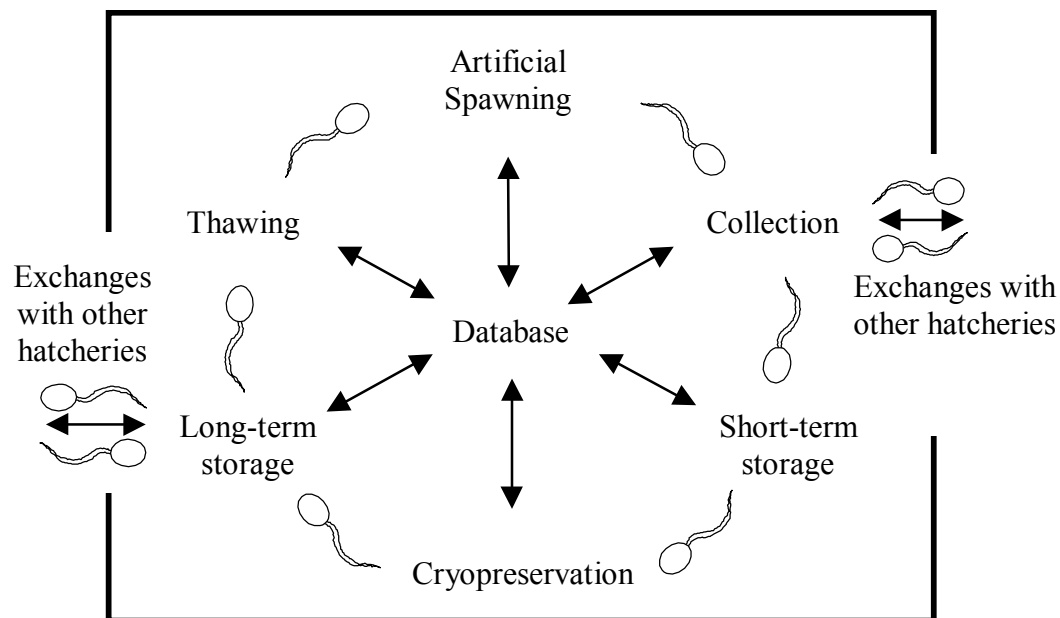 Artificial
Spawning
Thawing
Collection
Exchanges
with other
hatcheries
Exchanges with
other hatcheries
Database
Long-term
storage
Short-term
storage
Cryopreservation